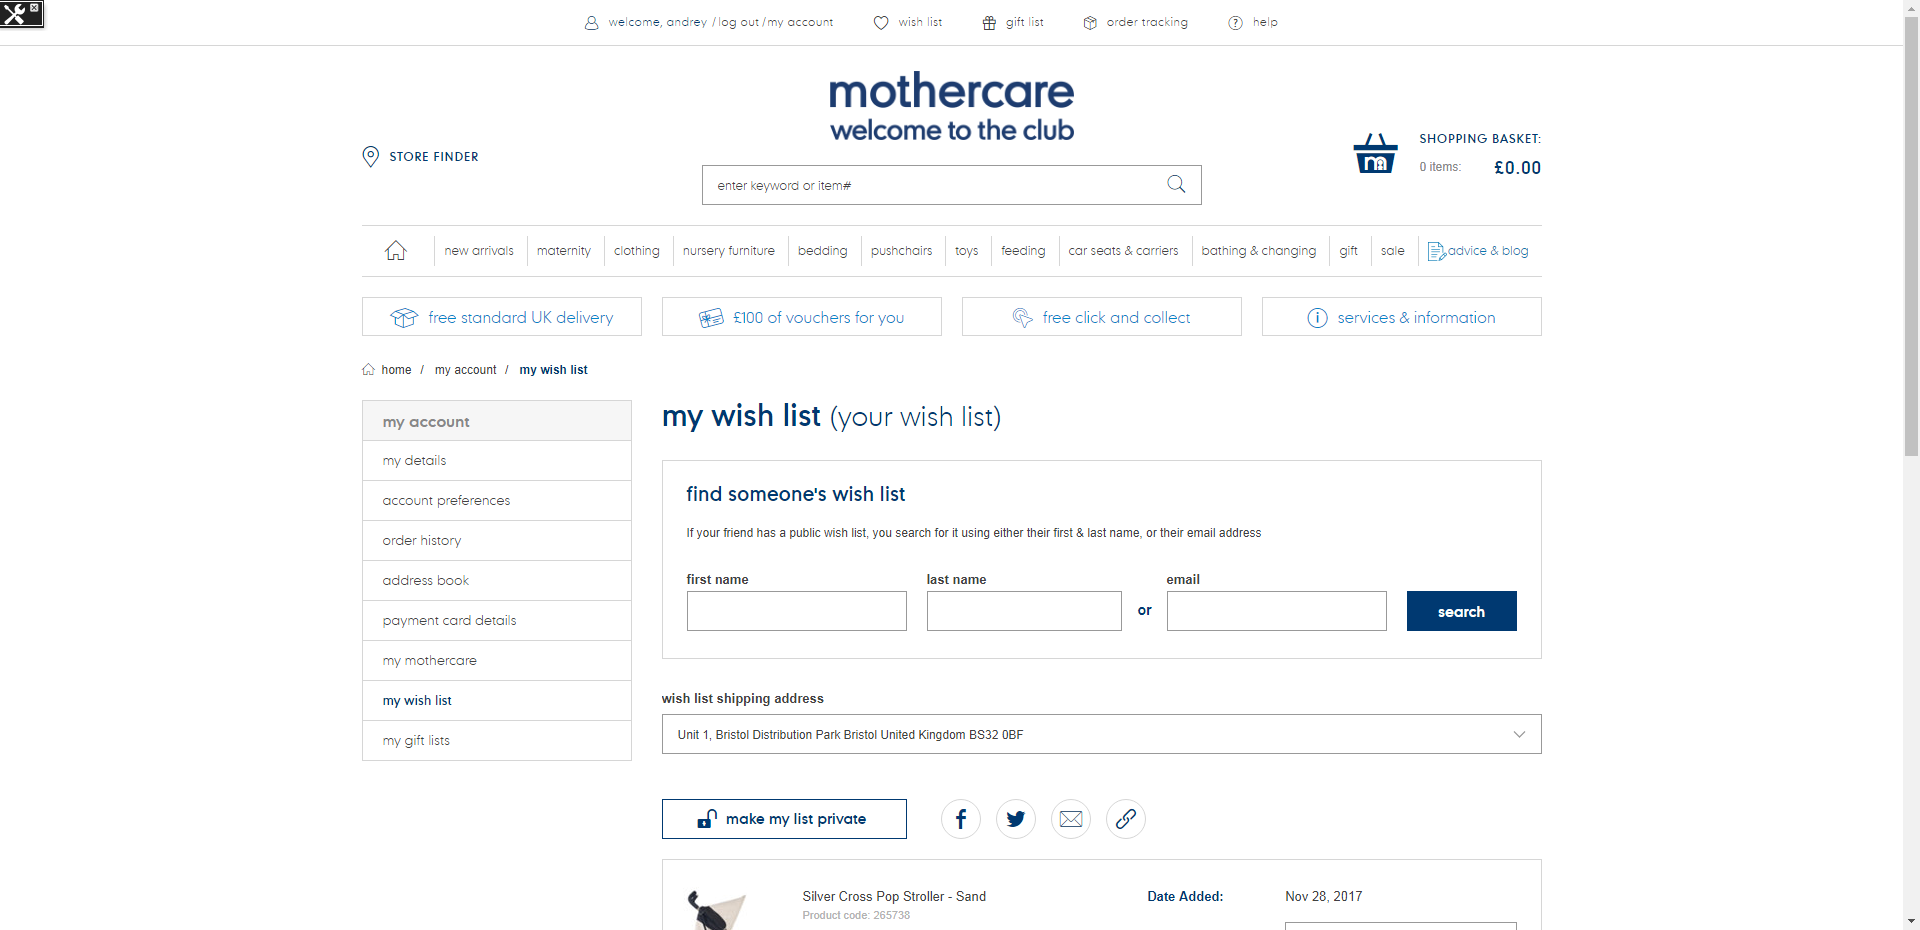 welcome, andrey / log out / my account
wish list
gift list
order tracking
help
mothercare
welcome to the club
STORE FINDER
enter keyword or item#
SHOPPING BASKET:
0 items: £0.00
new arrivals
maternity
clothing
nursery furniture
bedding
pushchairs
toys
feeding
car seats & carriers
bathing & changing
gift
sale
advice & blog
free standard UK delivery
£100 of vouchers for you
free click and collect
services & information
home / my account / my wish list
my account
my details
account preferences
order history
address book
payment card details
my mothercare
my wish list
my gift lists
my wish list (your wish list)
find someone's wish list
If your friend has a public wish list, you search for it using either their first & last name, or their email address
first name
last name
or
email
search
wish list shipping address
Unit 1, Bristol Distribution Park Bristol United Kingdom BS32 0BF
make my list private
Silver Cross Pop Stroller - Sand
Product code: 265738
Date Added: Nov 28, 2017